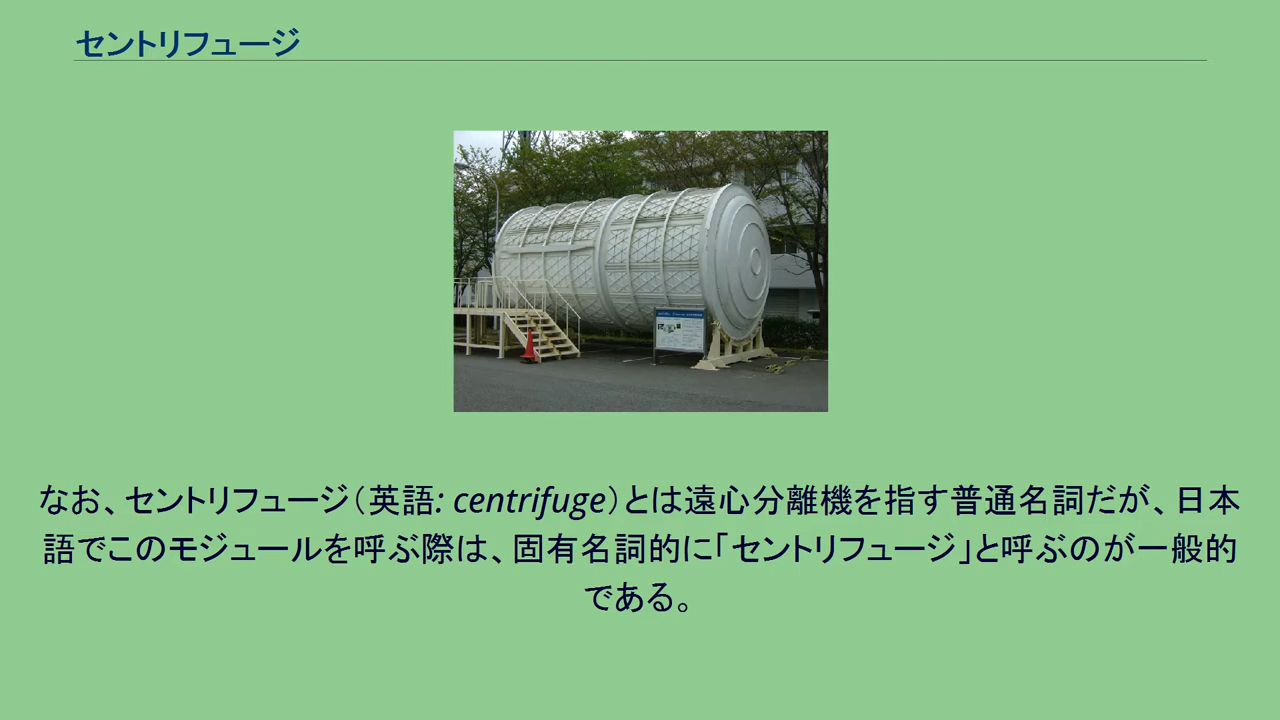 セントリフュージ
なお、セントリフュージ（英語: centrifuge）とは遠心分離機を指す普通名詞だが、日本
語でこのモジュールを呼ぶ際は、固有名詞的に「セントリフュージ」と呼ぶのが一般的
である。